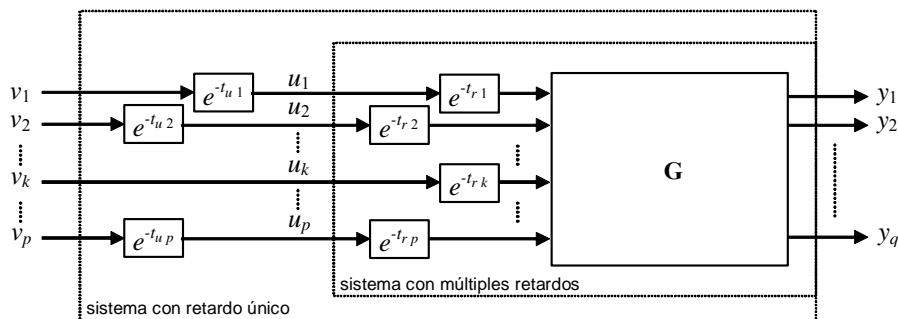 v1 e^-tu 1 u1 e^-tr 1 y1
v2 e^-tu 2 u2 e^-tr 2 y2
G
vk uk e^-tr k
vp e^-tu p up e^-tr p yq
sistema con múltiples retardos
sistema con retardo único